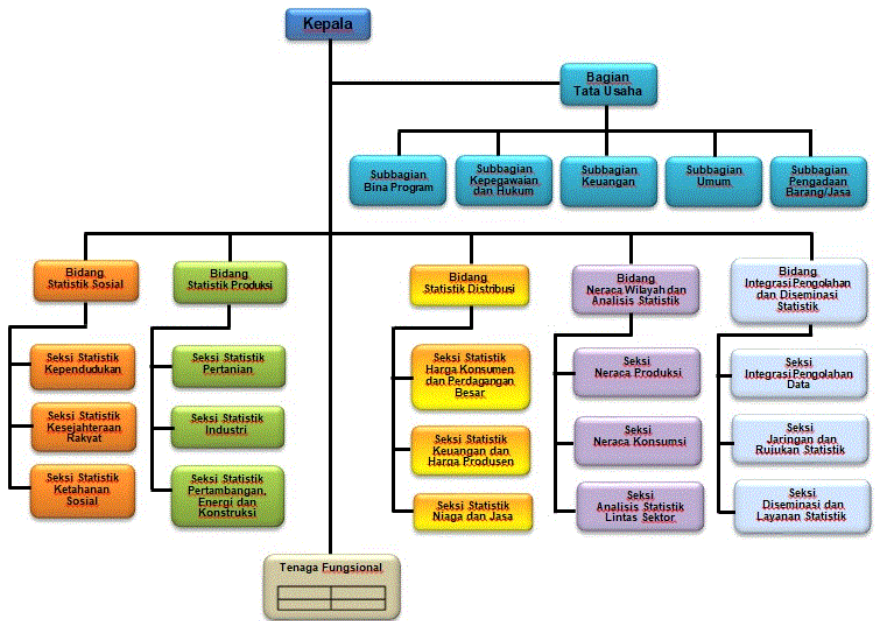 Kepala
Bagian
Tata Usaha
Subbagian
Bina Program
Subbagian
Kepegawaian
dan Hukum
Subbagian
Keuangan
Subbagian
Umum
Subbagian
Pengadaan
Barang/Jasa
Bidang
Statistik Sosial
Seksi Statistik
Kependudukan
Seksi Statistik
Kesejahteraan
Rakyat
Seksi Statistik
Ketahanan
Sosial
Bidang
Statistik Produksi
Seksi Statistik
Pertanian
Seksi Statistik
Industri
Seksi Statistik
Pertambangan,
Energi dan
Konstruksi
Bidang
Statistik Distribusi
Seksi Statistik
Harga Konsumen
dan Perdagangan
Besar
Seksi Statistik
Keuangan dan
Harga Produsen
Seksi Statistik
Niaga dan Jasa
Bidang
Neraca Wilayah dan
Analisis Statistik
Seksi
Neraca Produksi
Seksi
Neraca Konsumsi
Seksi
Analisis Statistik
Lintas Sektor
Bidang
Integrasi Pengolahan
dan Diseminasi
Statistik
Seksi
Integrasi Pengolahan
Data
Seksi
Jaringan dan
Rujukan Statistik
Seksi
Diseminasi dan
Layanan Statistik
Tenaga Fungsional